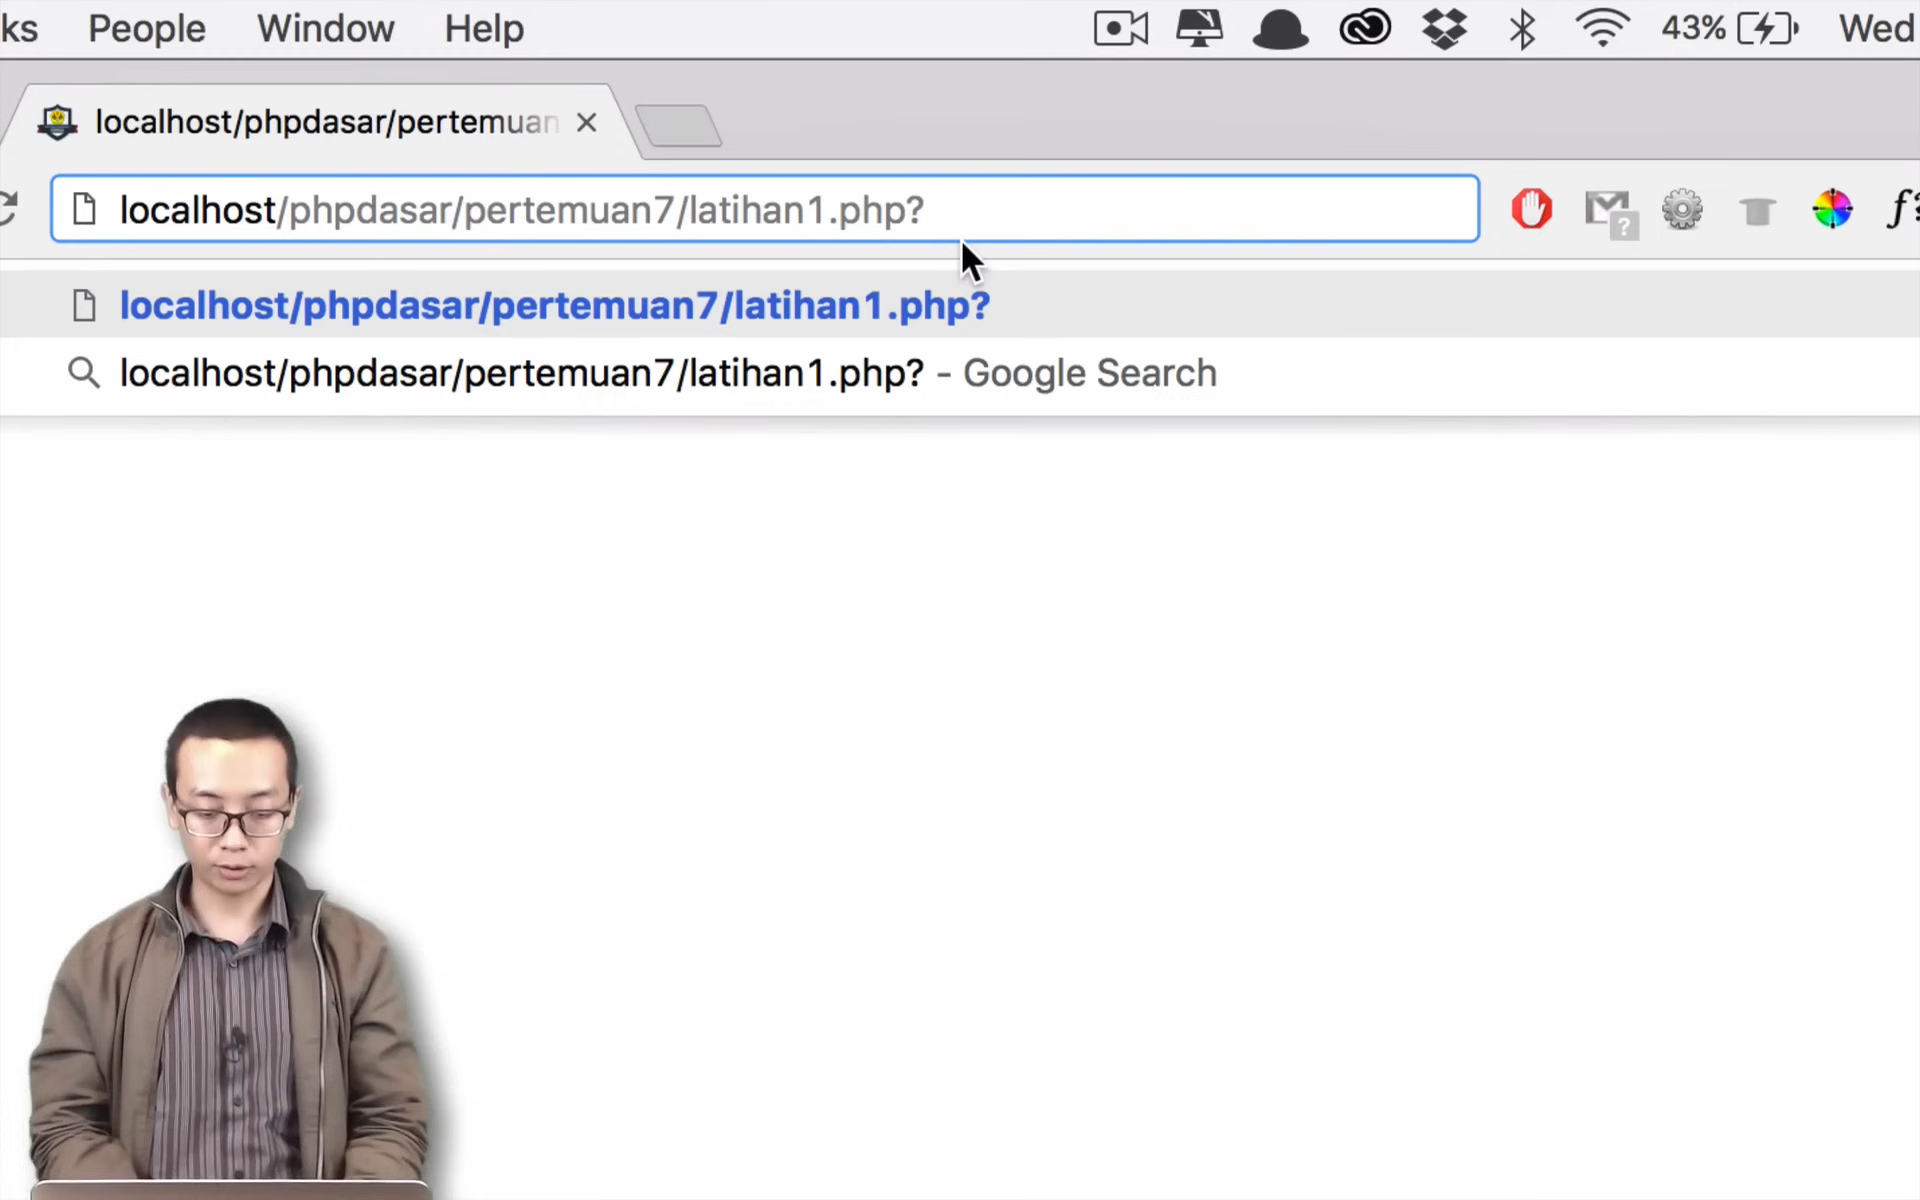 ks People Window Help 43% Wed
localhost/phpdasar/pertemuan
localhost/phpdasar/pertemuan7/latihan1.php?
localhost/phpdasar/pertemuan7/latihan1.php?
localhost/phpdasar/pertemuan7/latihan1.php? - Google Search